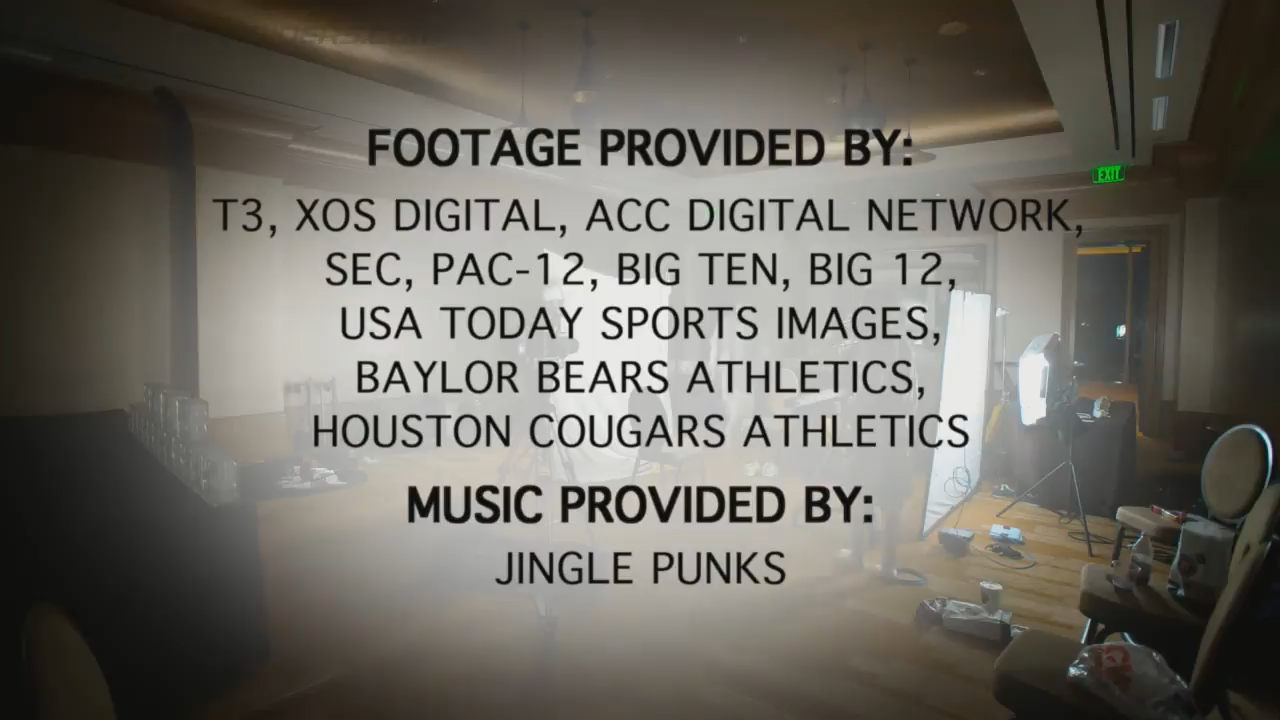 FOOTAGE PROVIDED BY:
T3, XOS DIGITAL, ACC DIGITAL NETWORK,
SEC, PAC-12, BIG TEN, BIG 12,
USA TODAY SPORTS IMAGES,
BAYLOR BEARS ATHLETICS,
HOUSTON COUGARS ATHLETICS
MUSIC PROVIDED BY:
JINGLE PUNKS
EXIT